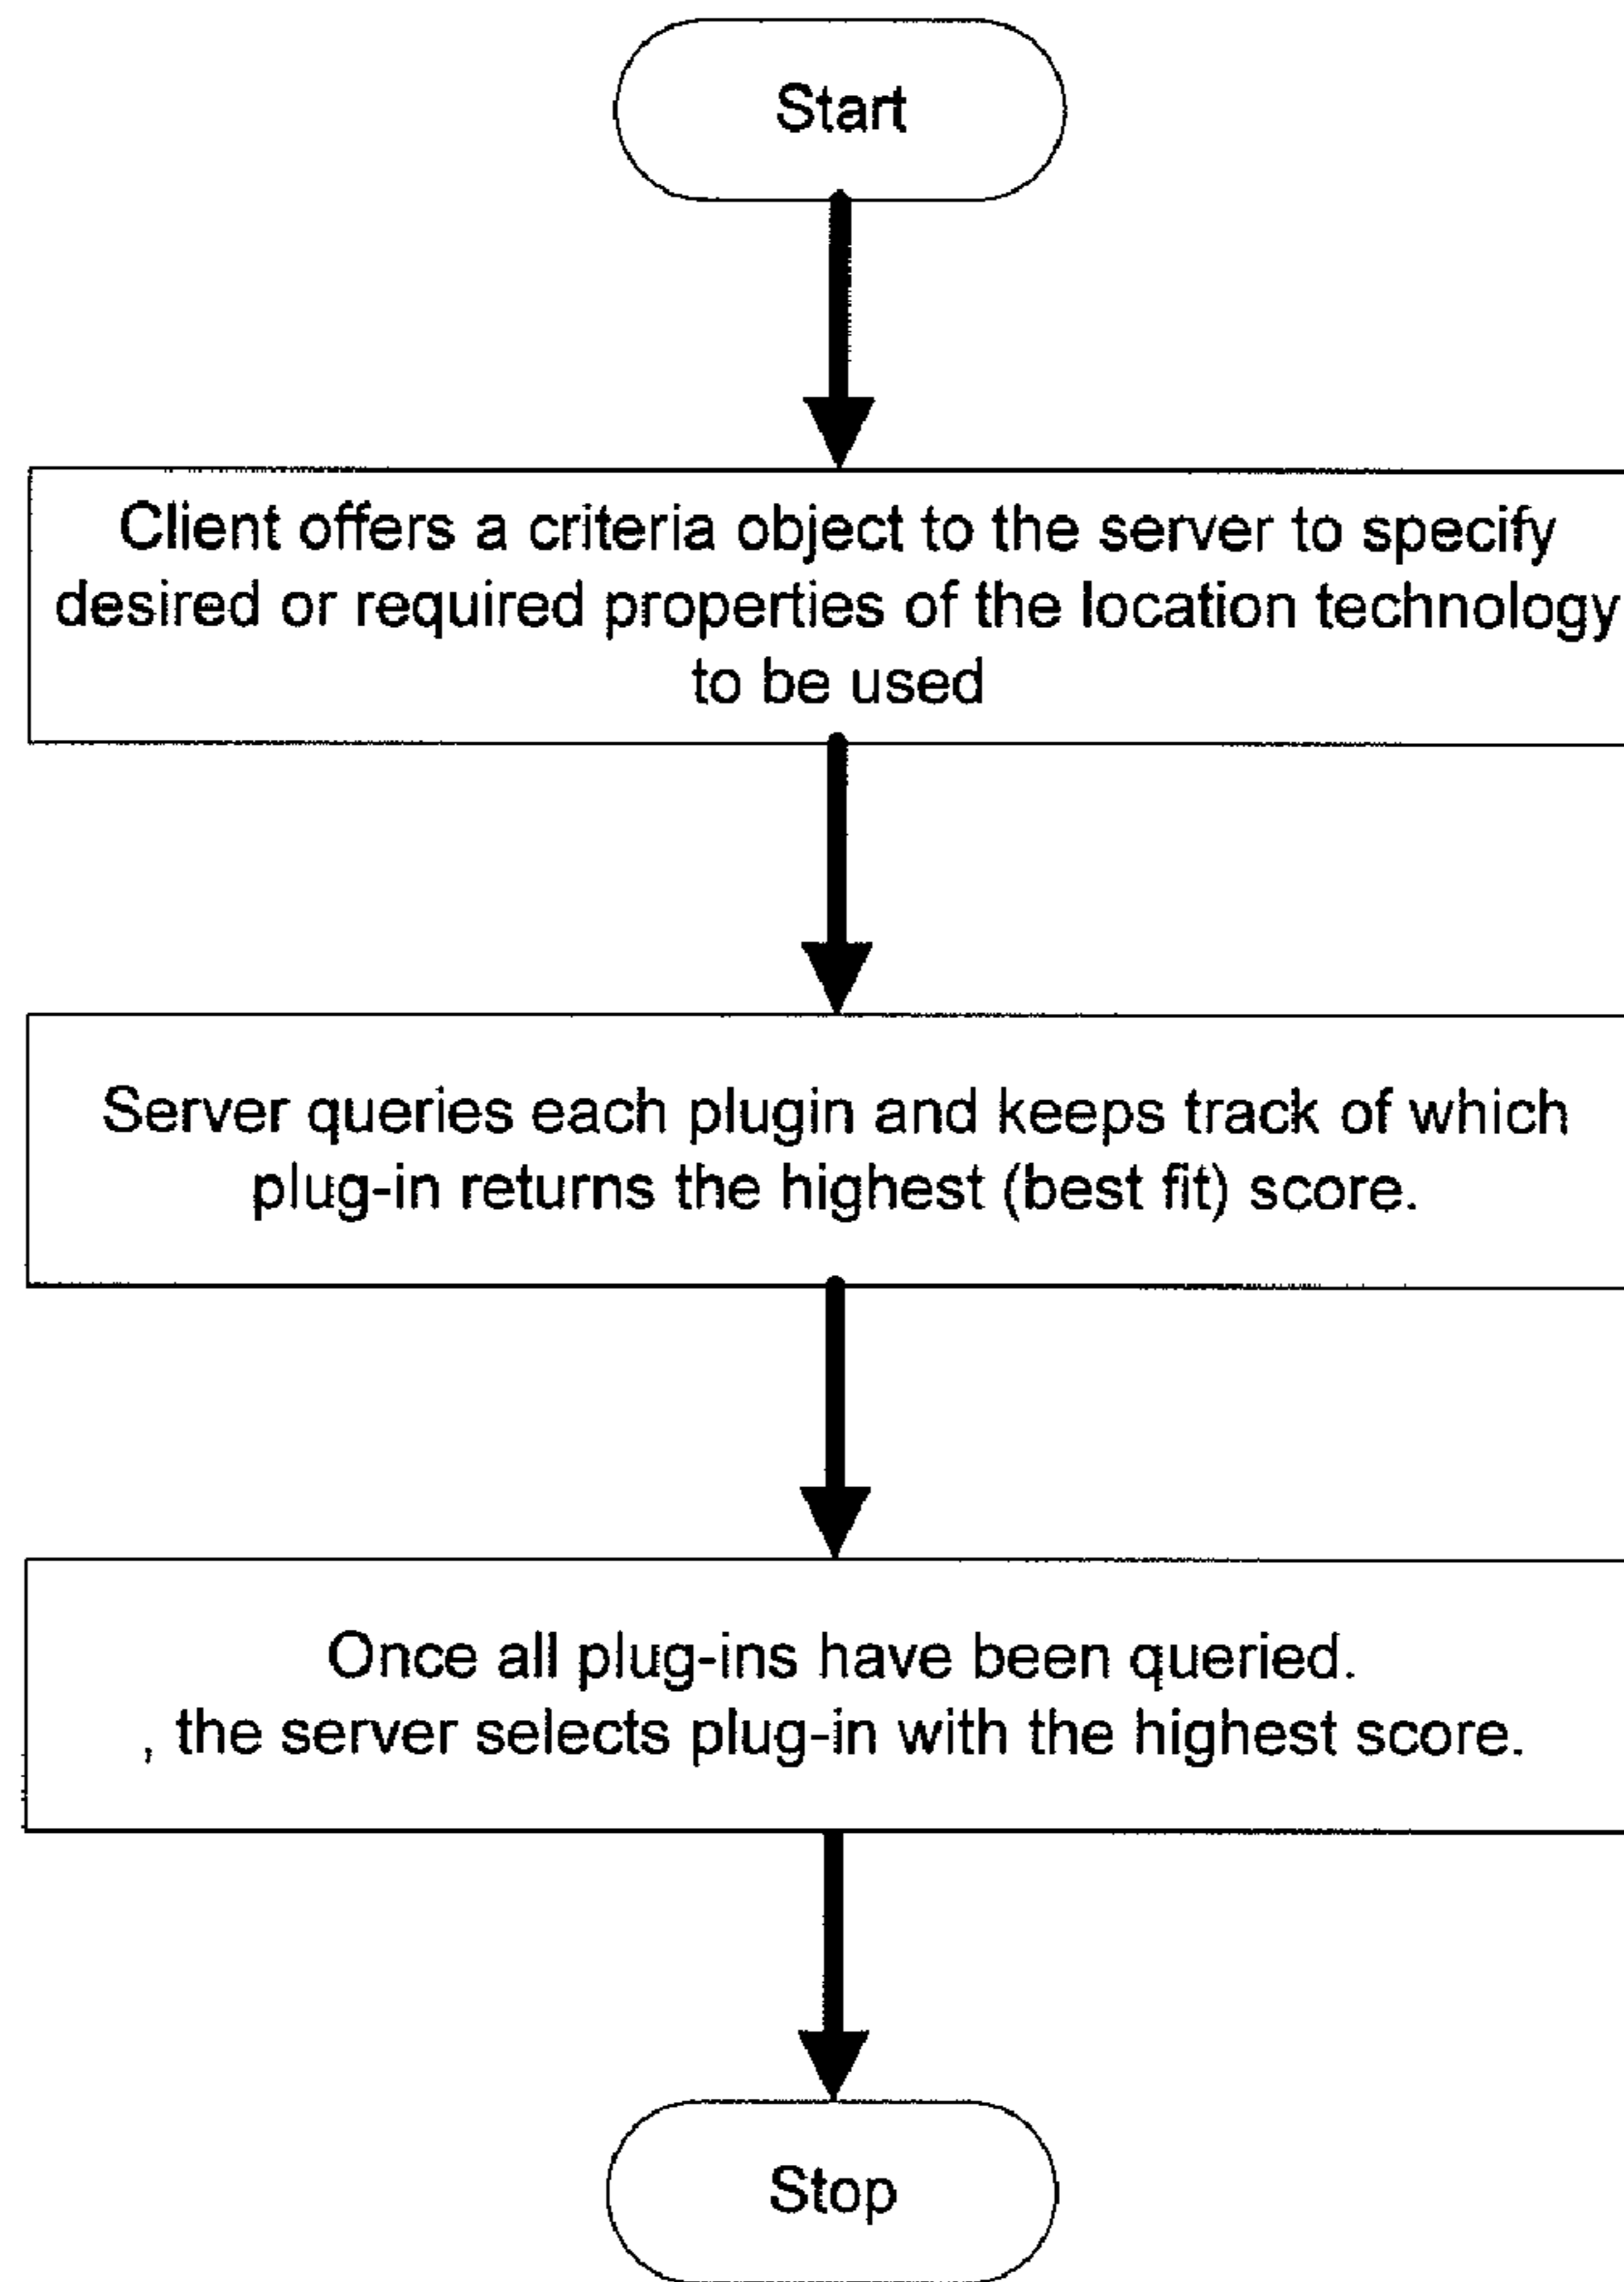 Start
Client offers a criteria object to the server to specify
desired or required properties of the location technology
to be used
Server queries each plugin and keeps track of which
plug-in returns the highest (best fit) score.
Once all plug-ins have been queried.
, the server selects plug-in with the highest score.
Stop